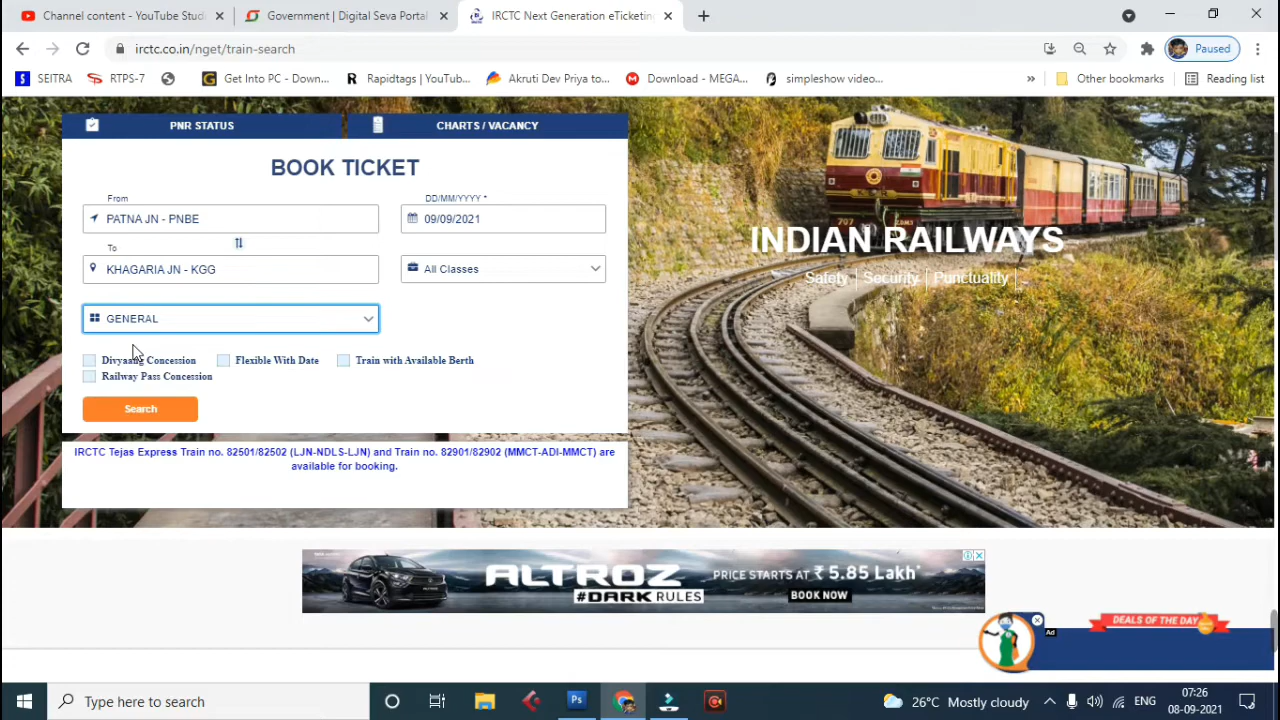 Channel content - YouTube Studio
Government | Digital Seva Portal
IRCTC Next Generation eTicketing
irctc.co.in/nget/train-search
Paused
SEITRA
RTPS-7
Get Into PC - Down...
Rapidtags | YouTub...
Akruti Dev Priya to...
Download - MEGA...
simpleshow video...
»
Other bookmarks
Reading list
PNR STATUS
CHARTS / VACANCY
BOOK TICKET
From
DD/MM/YYYY *
PATNA JN - PNBE
09/09/2021
To
KHAGARIA JN - KGG
All Classes
GENERAL
Divyaang Concession
Flexible With Date
Train with Available Berth
Railway Pass Concession
Search
IRCTC Tejas Express Train no. 82501/82502 (LJN-NDLS-LJN) and Train no. 82901/82902 (MMCT-ADI-MMCT) are
available for booking.
707
INDIAN RAILWAYS
Safety | Security | Punctuality |
ALTROZ
#DARK RULES
PRICE STARTS AT ₹ 5.85 Lakh*
BOOK NOW
Ad
DEALS OF THE DAY
Type here to search
26°C Mostly cloudy
ENG
07:26
08-09-2021